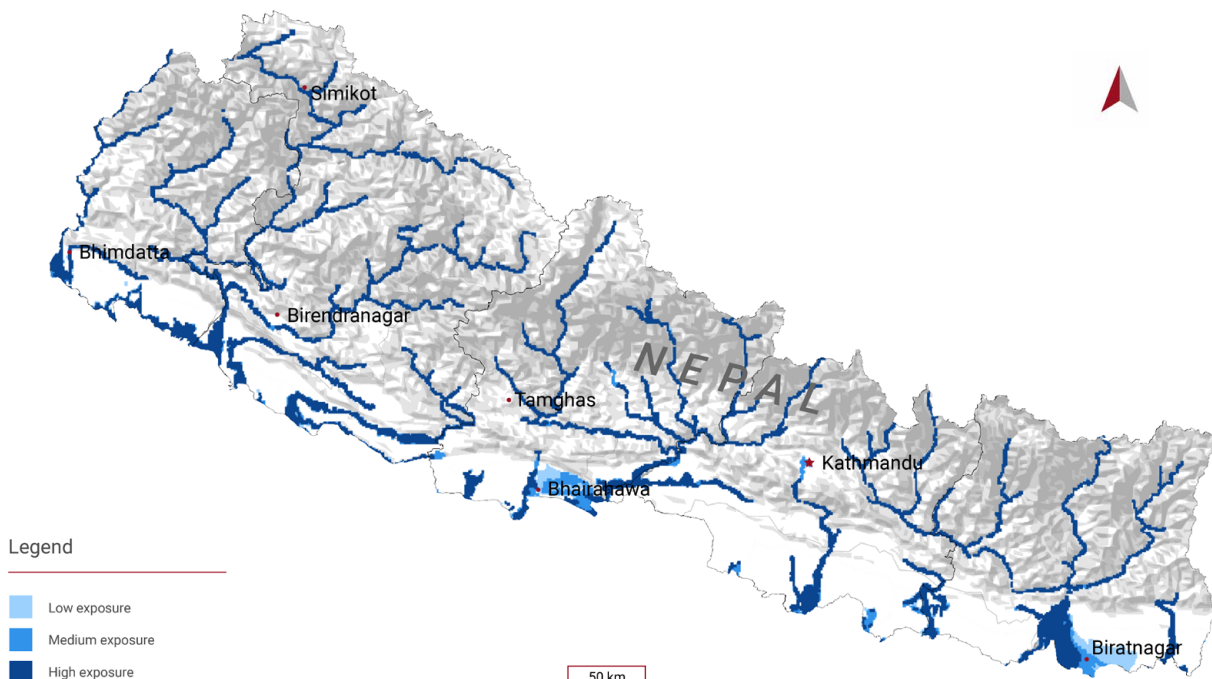 Simikot
Bhimdatta
Birendranagar
NEPAL
Tamghas
Kathmandu
Bhairahawa
Legend
Low exposure
Medium exposure
High exposure
Biratnagar
50 km